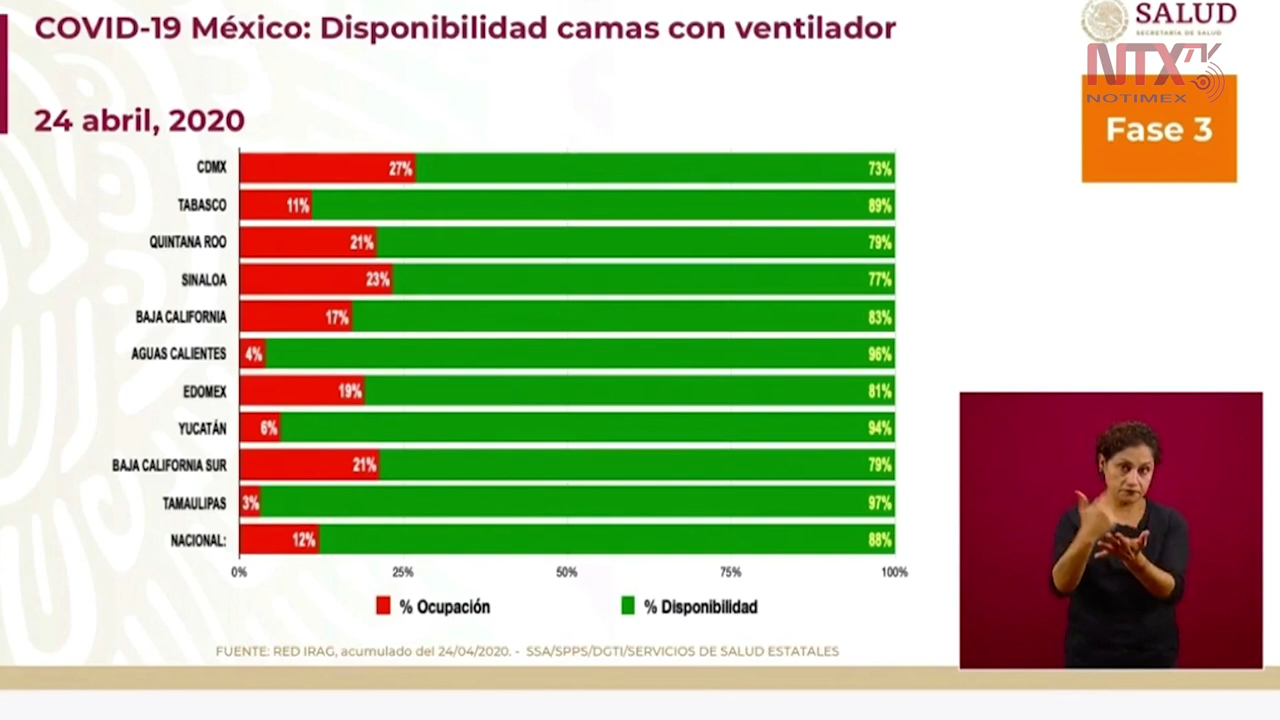 COVID-19 México: Disponibilidad camas con ventilador
SALUD
SECRETARÍA DE SALUD
NTX
NOTIMEX
24 abril, 2020
Fase 3
CDMX 27% 73%
TABASCO 11% 89%
QUINTANA ROO 21% 79%
SINALOA 23% 77%
BAJA CALIFORNIA 17% 83%
AGUAS CALIENTES 4% 96%
EDOMEX 19% 81%
YUCATÁN 6% 94%
BAJA CALIFORNIA SUR 21% 79%
TAMAULIPAS 3% 97%
NACIONAL: 12% 88%
0% 25% 50% 75% 100%
% Ocupación % Disponibilidad
FUENTE: RED IRAG, acumulado del 24/04/2020. - SSA/SPPS/DGTI/SERVICIOS DE SALUD ESTATALES